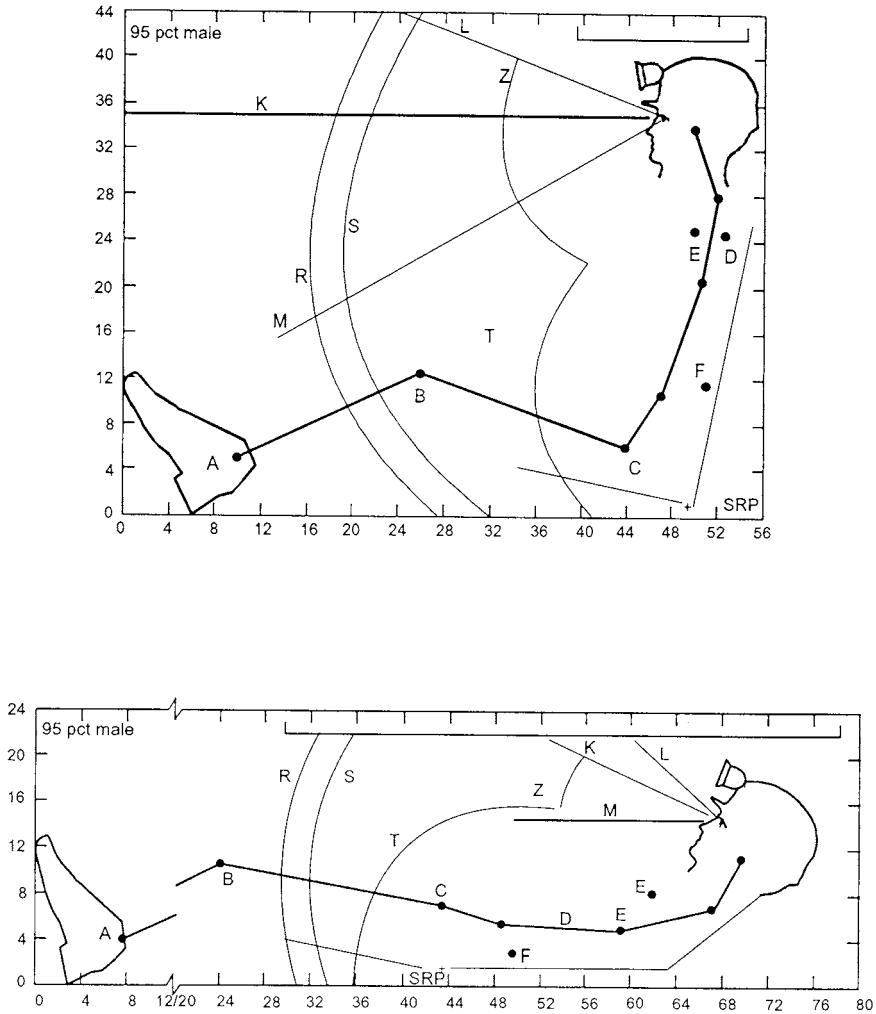 44
95 pct male
L
40
Z
36
K
32
28
S
24
E
D
R
20
M
16
T
F
12
B
8
A
C
4
0
SRP
0 4 8 12 16 20 24 28 32 36 40 44 48 52 56
24
95 pct male
20
K
L
R
S
Z
16
M
T
12
B
C
E
8
D
E
A
4
F
0
SRP
0 4 8 12/20 24 28 32 36 40 44 48 52 56 60 64 68 72 76 80